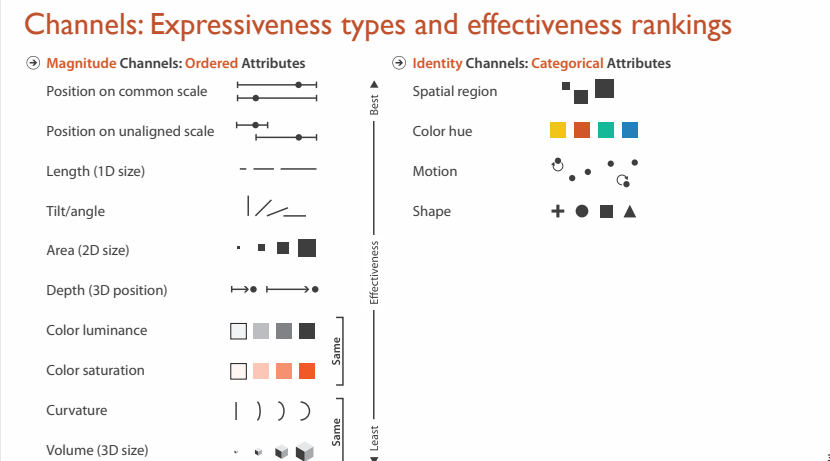 Channels: Expressiveness types and effectiveness rankings
Magnitude Channels: Ordered Attributes
Position on common scale
Position on unaligned scale
Length (1D size)
Tilt/angle
Area (2D size)
Depth (3D position)
Color luminance
Color saturation
Curvature
Volume (3D size)
Same
Same
Best
Effectiveness
Least
Identity Channels: Categorical Attributes
Spatial region
Color hue
Motion
Shape